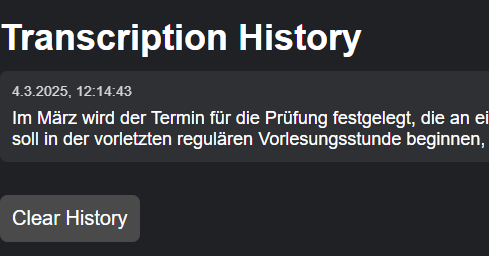 Transcription History
4.3.2025, 12:14:43
Im März wird der Termin für die Prüfung festgelegt, die an ei
soll in der vorletzten regulären Vorlesungsstunde beginnen,
Clear History